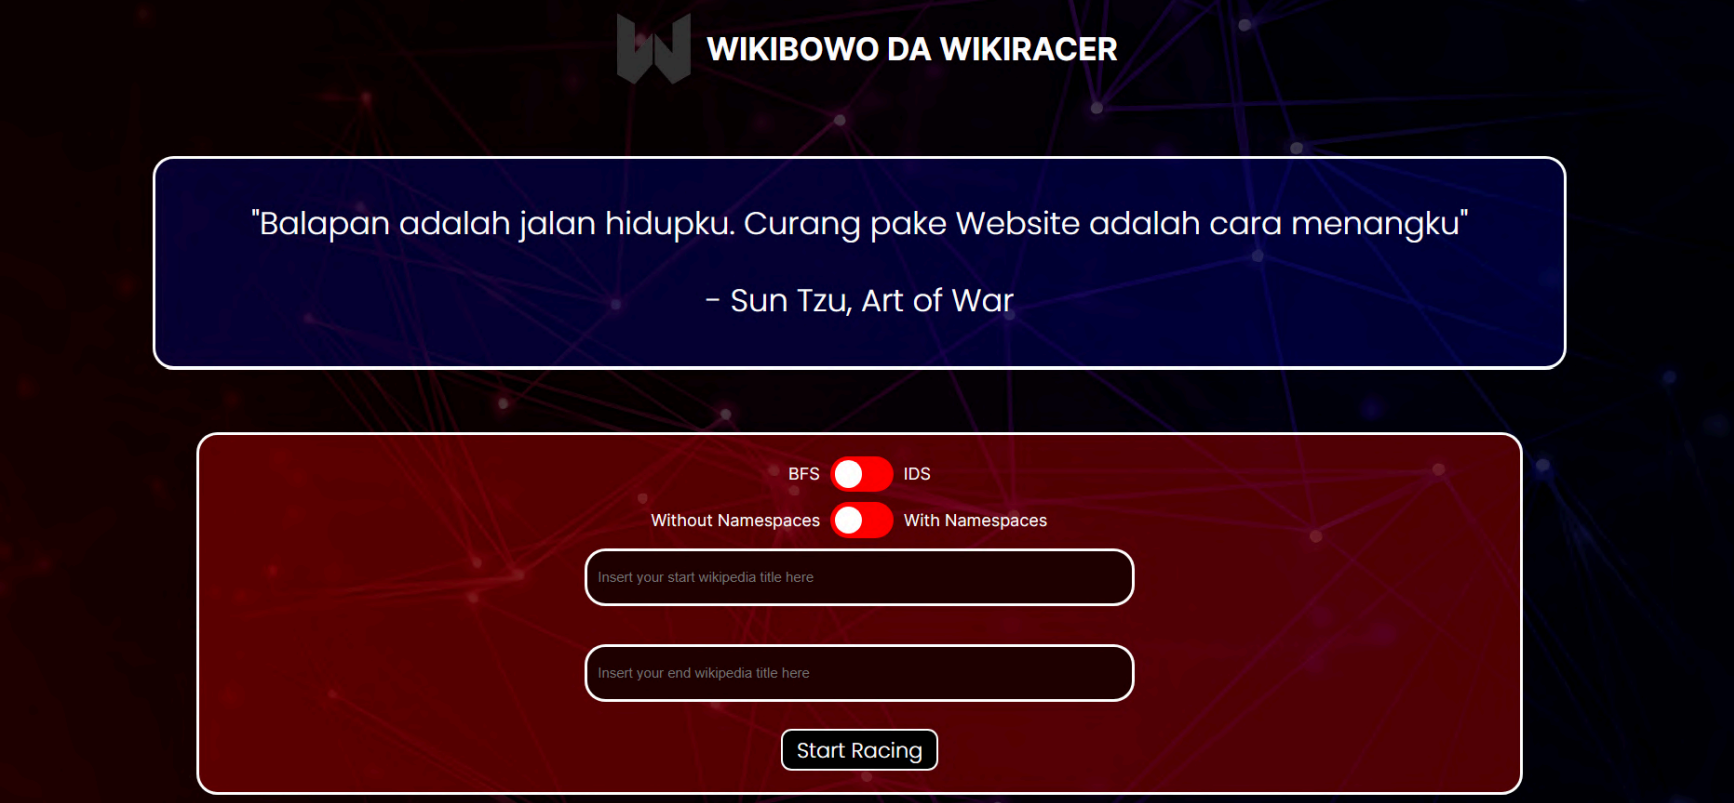 WIKIBOWO DA WIKIRACER
"Balapan adalah jalan hidupku. Curang pake Website adalah cara menangku"
- Sun Tzu, Art of War
BFS IDS
Without Namespaces With Namespaces
Insert your start wikipedia title here
Insert your end wikipedia title here
Start Racing